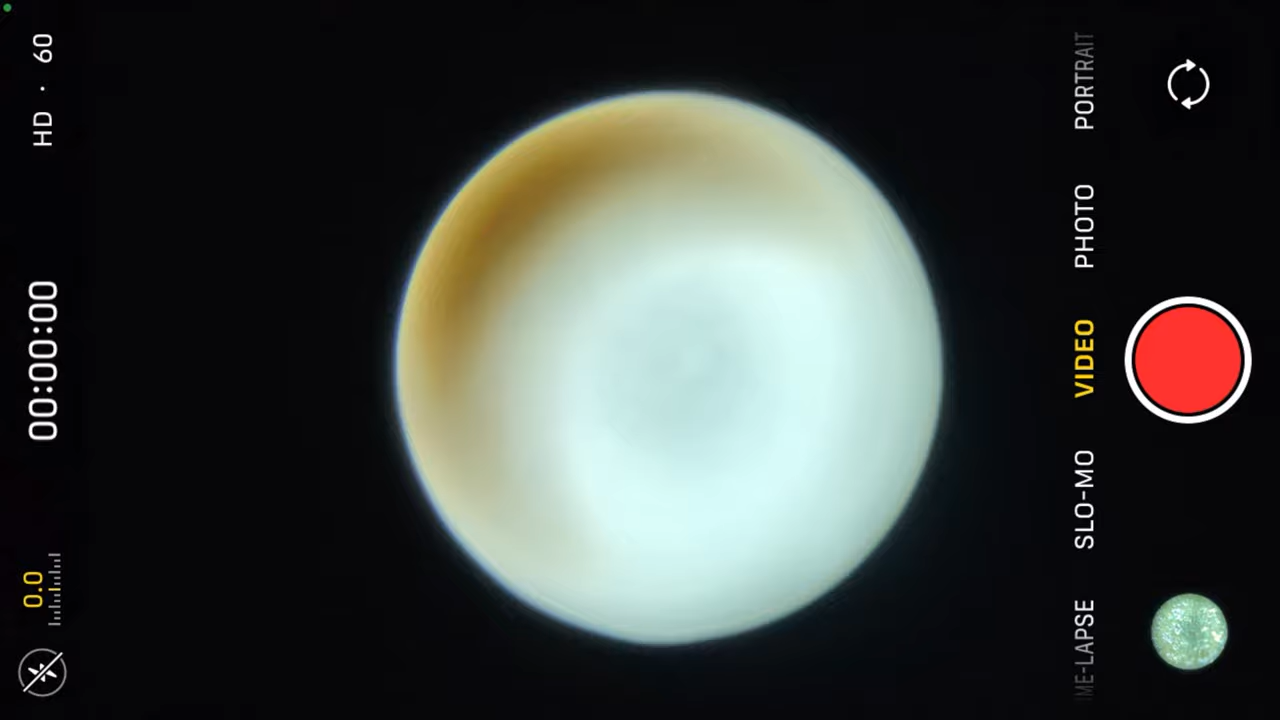 HD · 60
00:00:00
0.0
PORTRAIT
PHOTO
VIDEO
SLO-MO
ME-LAPSE